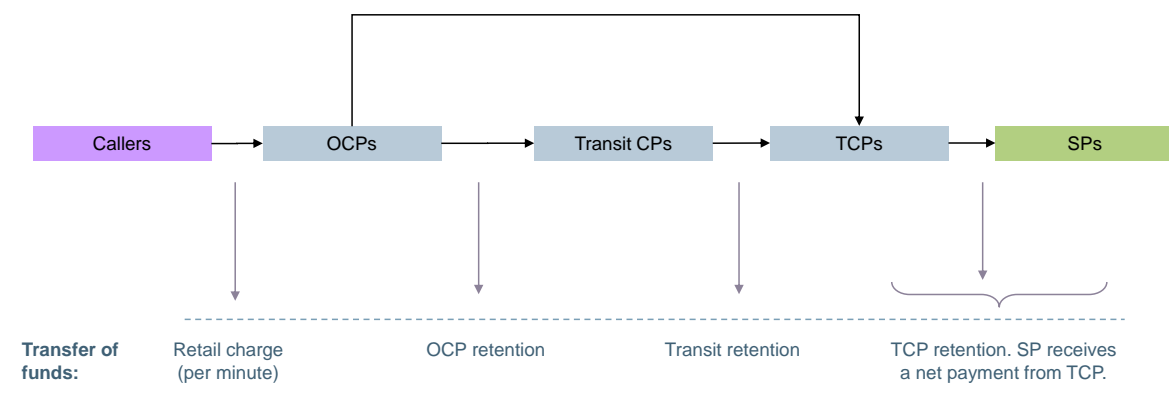 Callers
OCPs
Transit CPs
TCPs
SPs
Transfer of
funds:
Retail charge
(per minute)
OCP retention
Transit retention
TCP retention. SP receives
a net payment from TCP.